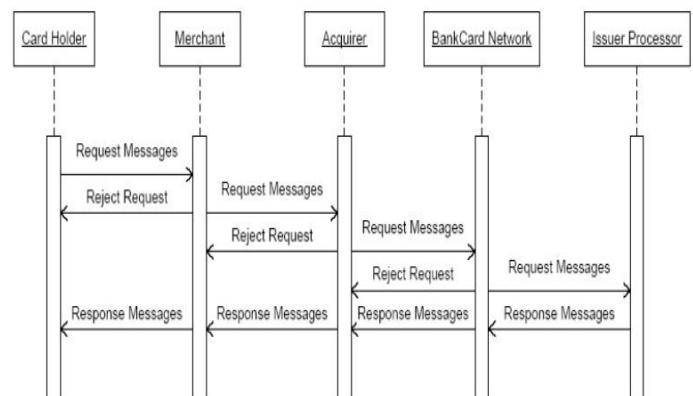 Card Holder
Merchant
Acquirer
BankCard Network
Issuer Processor
Request Messages
Reject Request
Request Messages
Reject Request
Request Messages
Reject Request
Request Messages
Response Messages
Response Messages
Response Messages
Response Messages